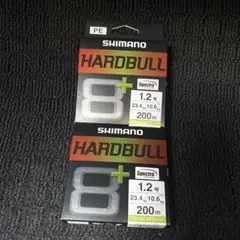 PE
SHIMANO
HARDBULL
8+
Spectra
1.2号
23.4lb 10.6kg
200m
SHIMANO
HARDBULL
8+
Spectra
1.2号
23.4lb 10.6kg
200m